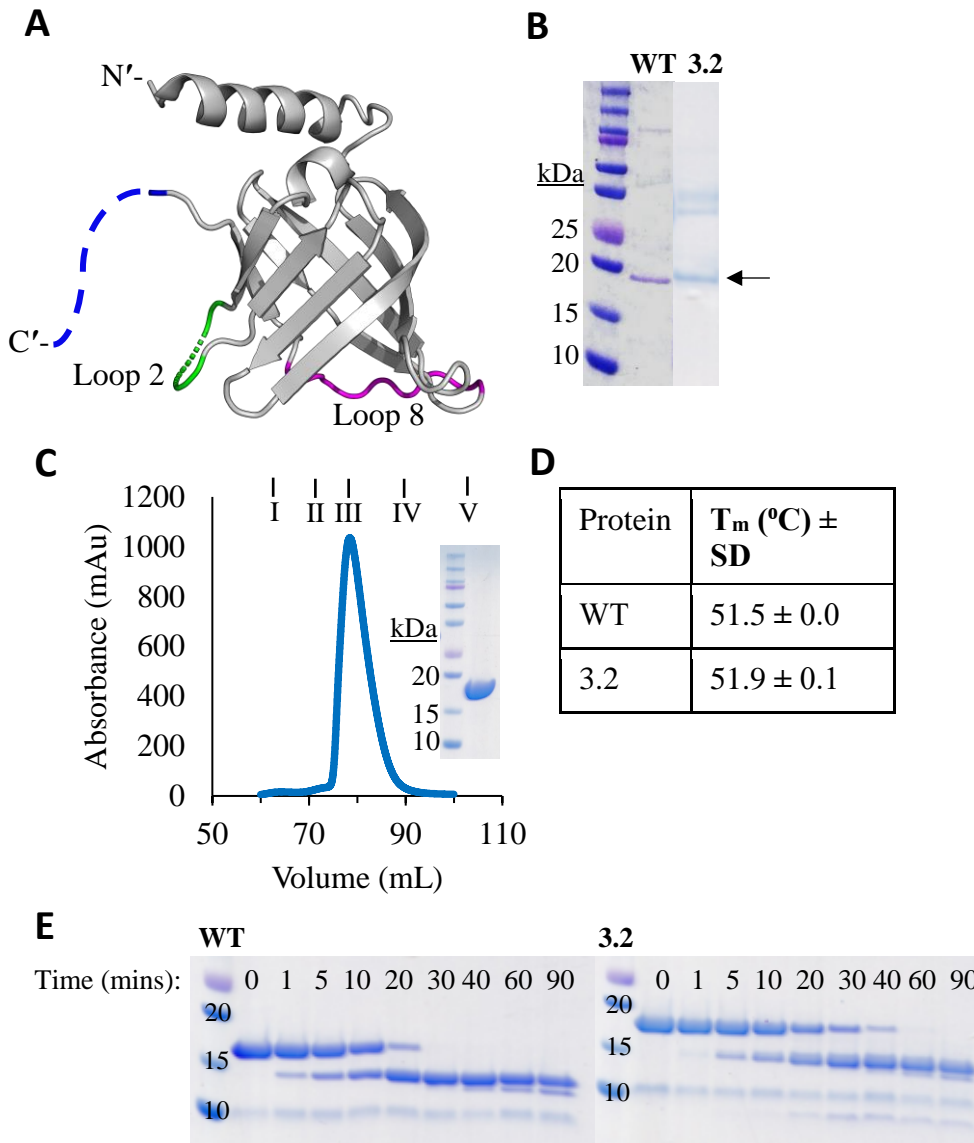 A
N′-
C′-
Loop 2
Loop 8
B
WT 3.2
kDa
25
20
15
10
C
I II III IV V
1200
1000
800
600
400
200
0
Absorbance (mAu)
50 70 90 110
Volume (mL)
kDa
20
15
10
D
Protein Tm (⁰C) ±
SD
WT 51.5 ± 0.0
3.2 51.9 ± 0.1
E
WT 3.2
Time (mins): 0 1 5 10 20 30 40 60 90 0 1 5 10 20 30 40 60 90
20
15
10
20
15
10